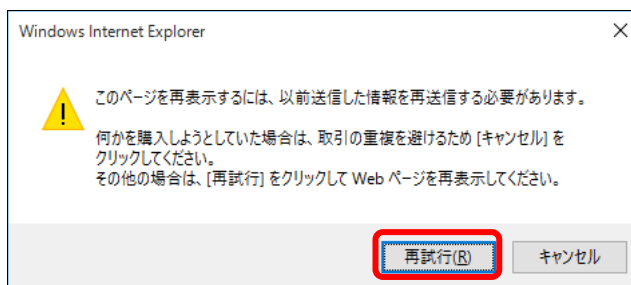 Windows Internet Explorer
このページを再表示するには、以前送信した情報を再送信する必要があります。
何かを購入しようとしていた場合は、取引の重複を避けるため [キャンセル] を
クリックしてください。
その他の場合は、[再試行] をクリックして Web ページを再表示してください。
再試行(R)
キャンセル